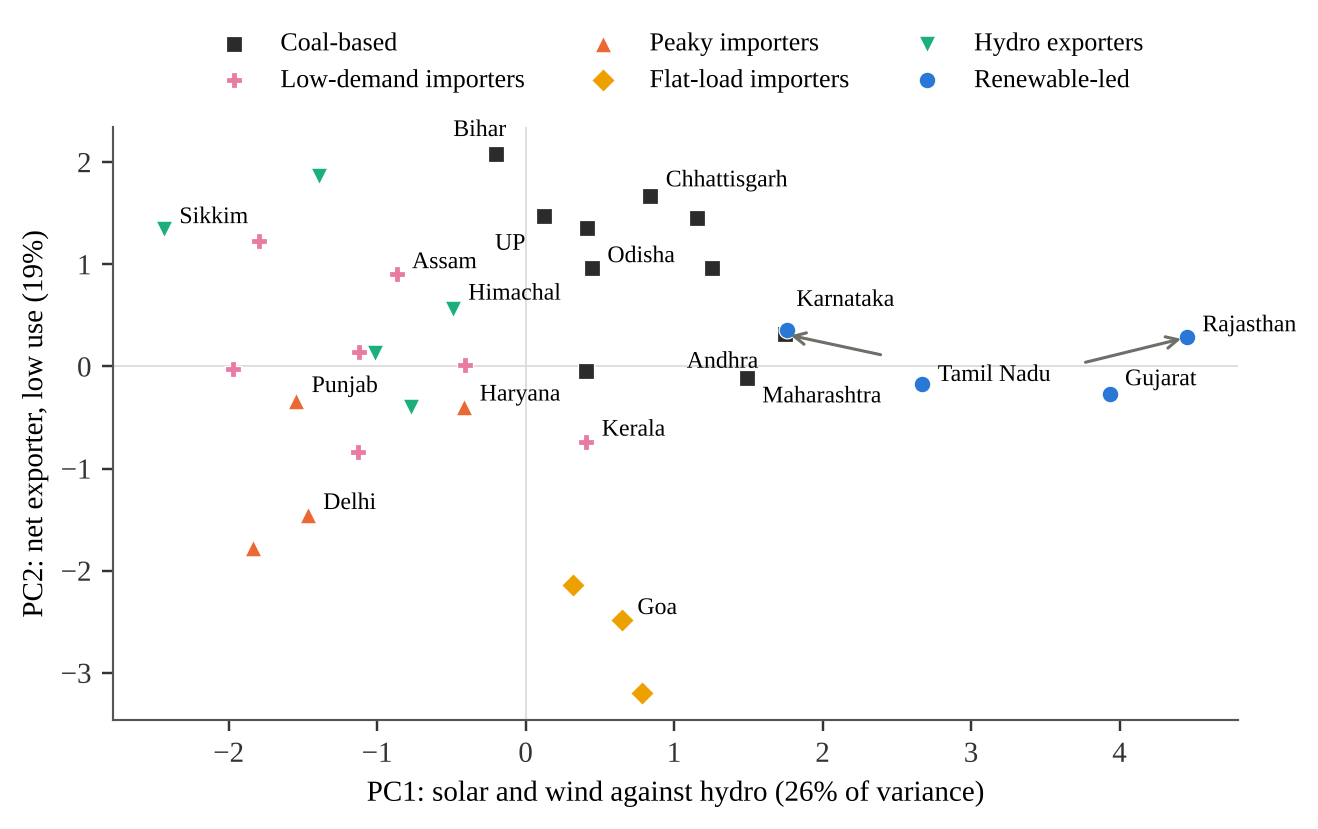 Coal-based
Peaky importers
Hydro exporters
Low-demand importers
Flat-load importers
Renewable-led
Bihar
Chhattisgarh
Sikkim
UP
Odisha
Assam
Himachal
Karnataka
Rajasthan
Andhra
Tamil Nadu
Gujarat
Punjab
Haryana
Maharashtra
Kerala
Delhi
Goa
2
1
0
−1
−2
−3
−2
−1
0
1
2
3
4
PC2: net exporter, low use (19%)
PC1: solar and wind against hydro (26% of variance)